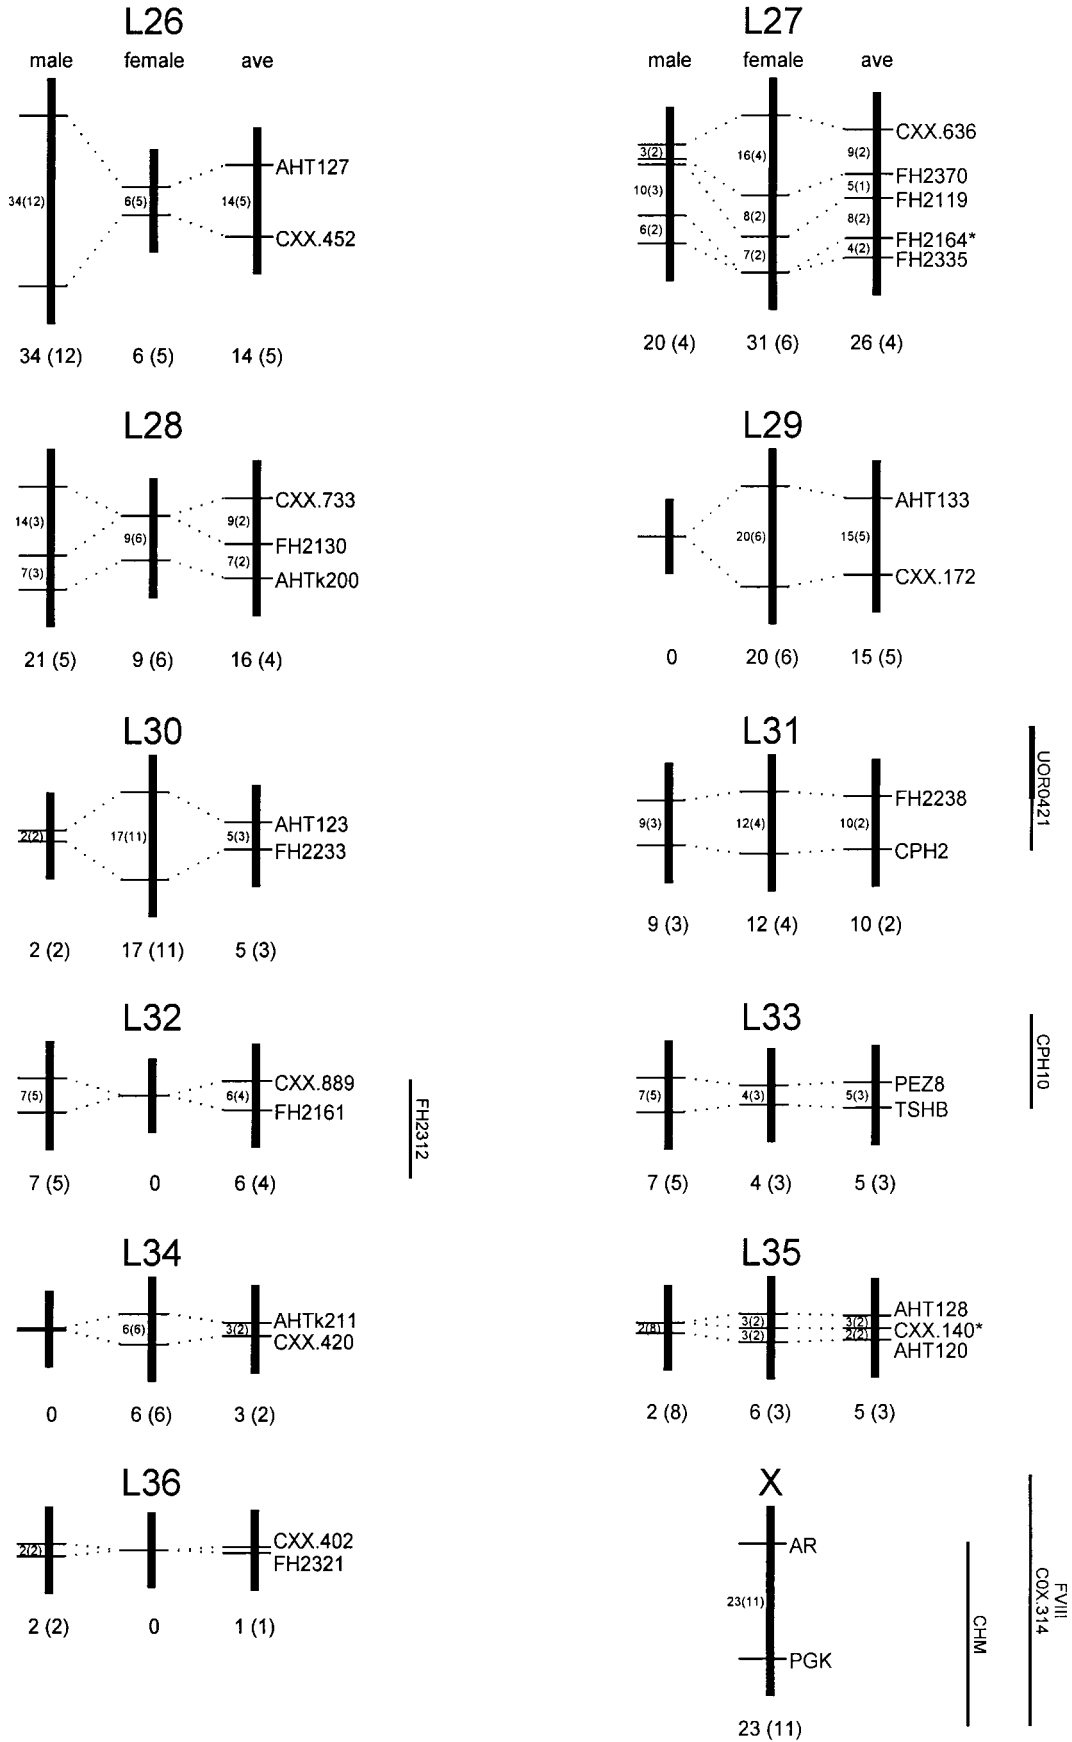 L26
male female ave
34(12) 6(5) 14(5)
AHT127
CXX.452
34 (12) 6 (5) 14 (5)
L27
male female ave
3(2)
10(3)
6(2)
16(4)
8(2)
7(2)
9(2)
5(1)
8(2)
4(2)
CXX.636
FH2370
FH2119
FH2164*
FH2335
20 (4) 31 (6) 26 (4)
L28
14(3)
7(3)
9(6)
9(2)
7(2)
CXX.733
FH2130
AHTk200
21 (5) 9 (6) 16 (4)
L29
20(6) 15(5)
AHT133
CXX.172
0 20 (6) 15 (5)
L30
2(2) 17(11) 5(3)
AHT123
FH2233
2 (2) 17 (11) 5 (3)
L31
9(3) 12(4) 10(2)
FH2238
CPH2
UOR0421
9 (3) 12 (4) 10 (2)
L32
7(5) 6(4)
CXX.889
FH2161
FH2312
7 (5) 0 6 (4)
L33
7(5) 4(3) 5(3)
PEZ8
TSHB
CPH10
7 (5) 4 (3) 5 (3)
L34
6(6) 3(2)
AHTk211
CXX.420
0 6 (6) 3 (2)
L35
2(8)
3(2)
3(2)
3(2)
2(2)
AHT128
CXX.140*
AHT120
2 (8) 6 (3) 5 (3)
L36
2(2)
CXX.402
FH2321
2 (2) 0 1 (1)
X
AR
23(11)
PGK
CHM
FVIII
C0X.314
23 (11)